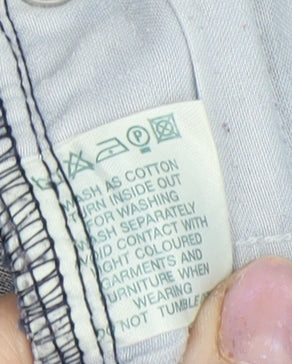 P
WASH AS COTTON
TURN INSIDE OUT
FOR WASHING
WASH SEPARATELY
AVOID CONTACT WITH
LIGHT COLOURED
GARMENTS AND
FURNITURE WHEN
WEARING
DO NOT TUMBLE